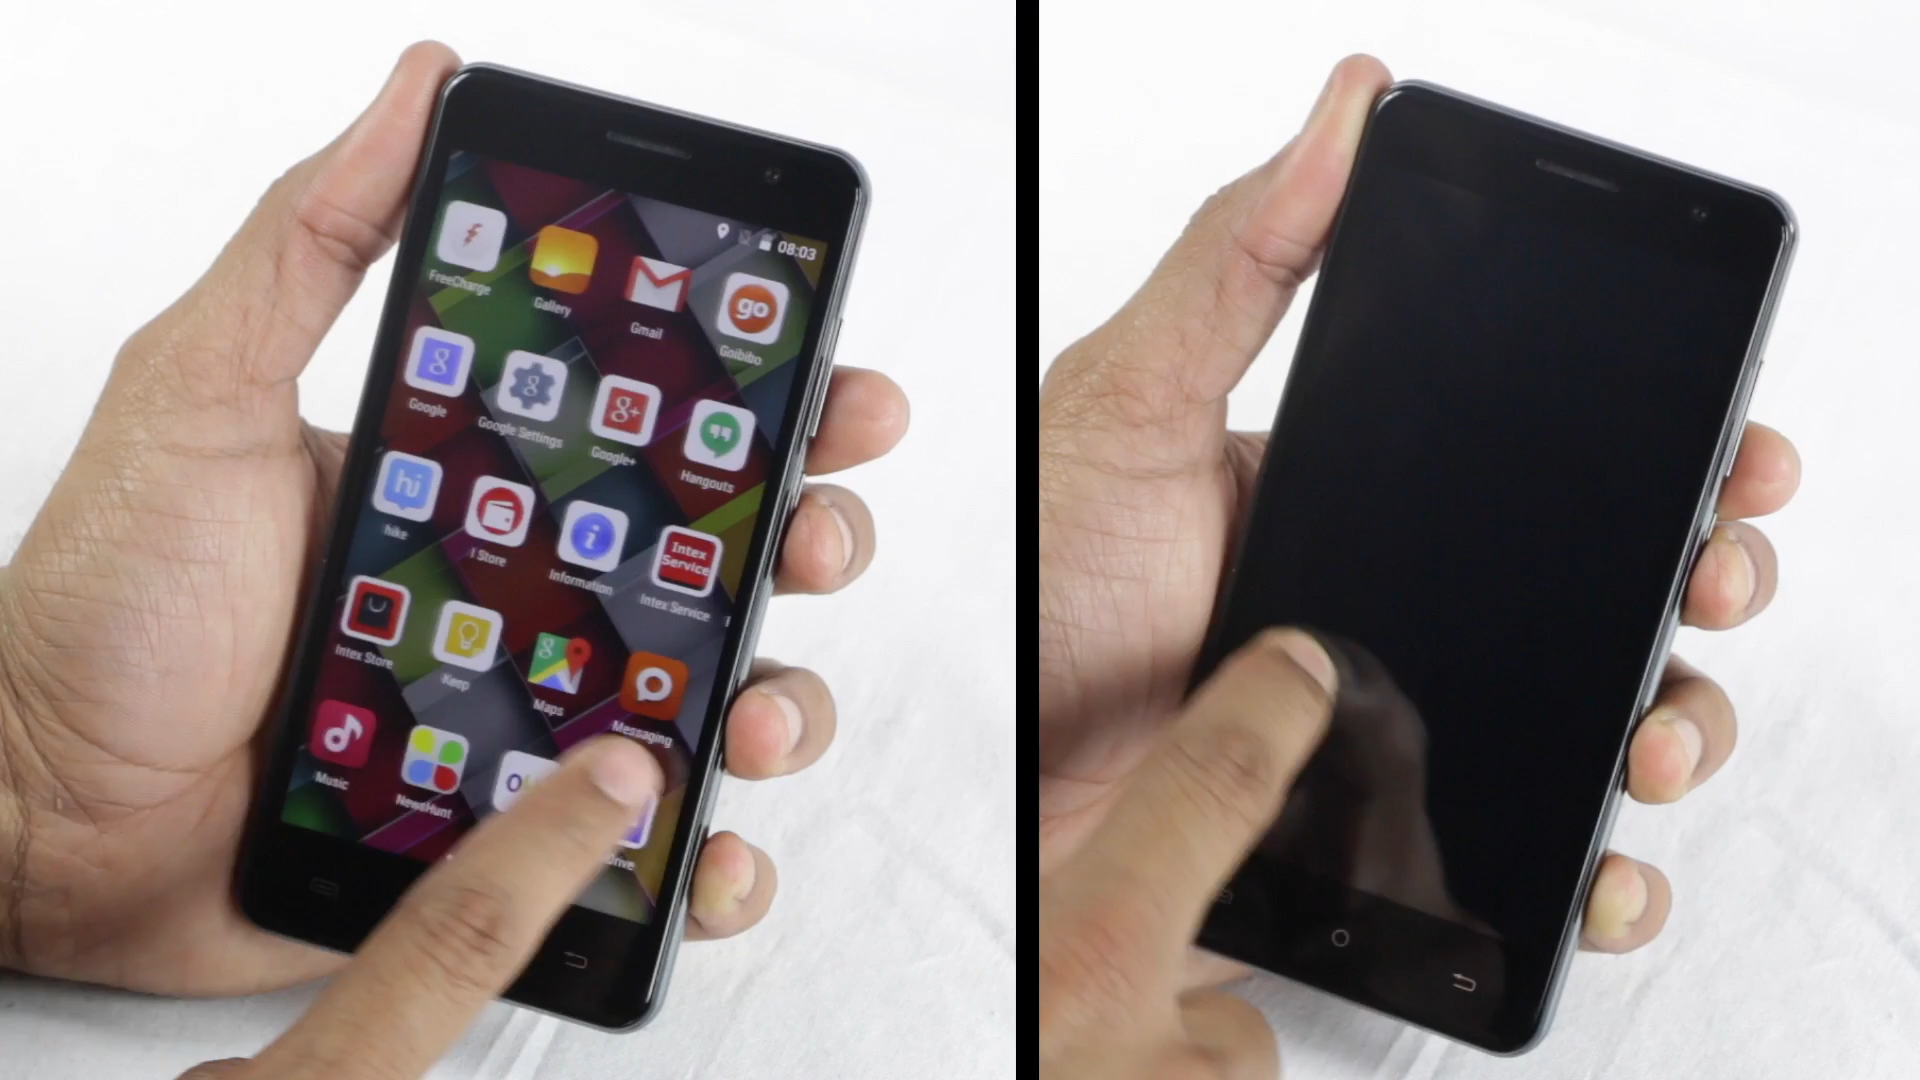 08:03
FreeCharge
Gallery
Gmail
go
Goibibo
g
Google
g
Google Settings
g+
Google+
Hangouts
hi
hike
I Store
i
Information
Intex
Service
Intex Service
Intex Store
Keep
g
Maps
Messaging
Music
NewsHunt
Drive